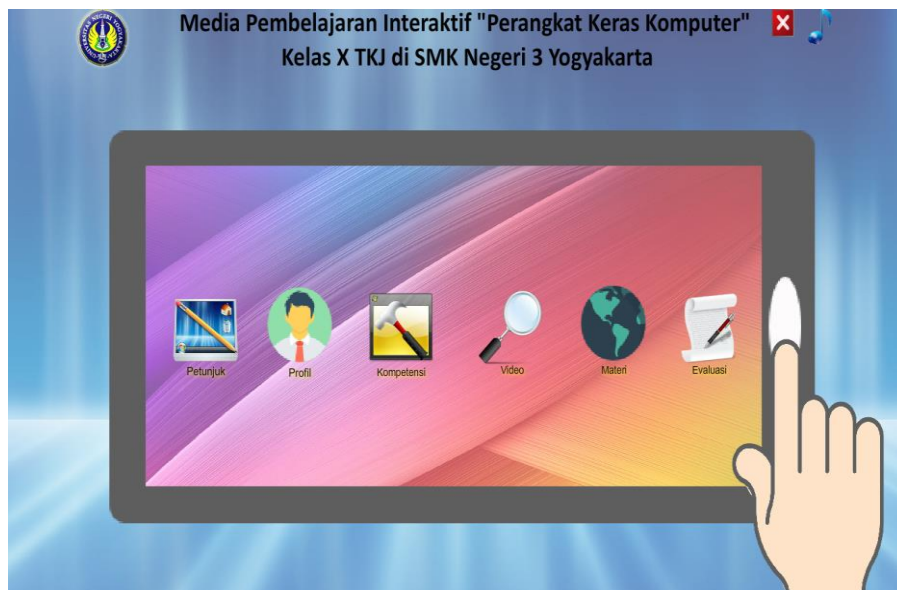 Media Pembelajaran Interaktif "Perangkat Keras Komputer"
Kelas X TKJ di SMK Negeri 3 Yogyakarta
Petunjuk
Profil
Kompetensi
Video
Materi
Evaluasi